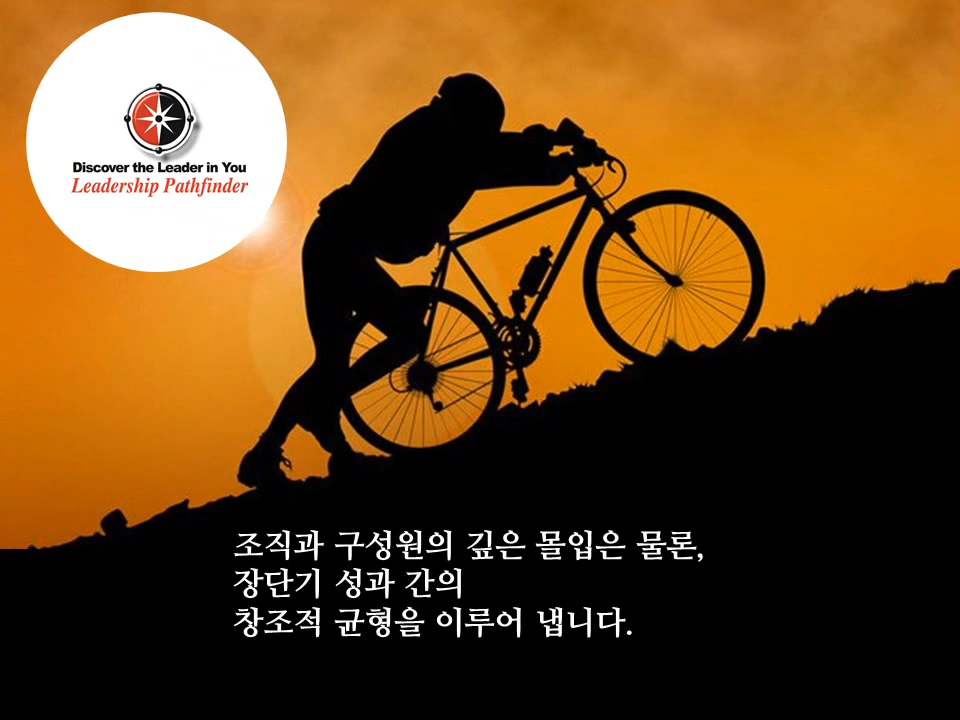 Discover the Leader in You
Leadership Pathfinder
조직과 구성원의 깊은 몰입은 물론,
장단기 성과 간의
창조적 균형을 이루어 냅니다.